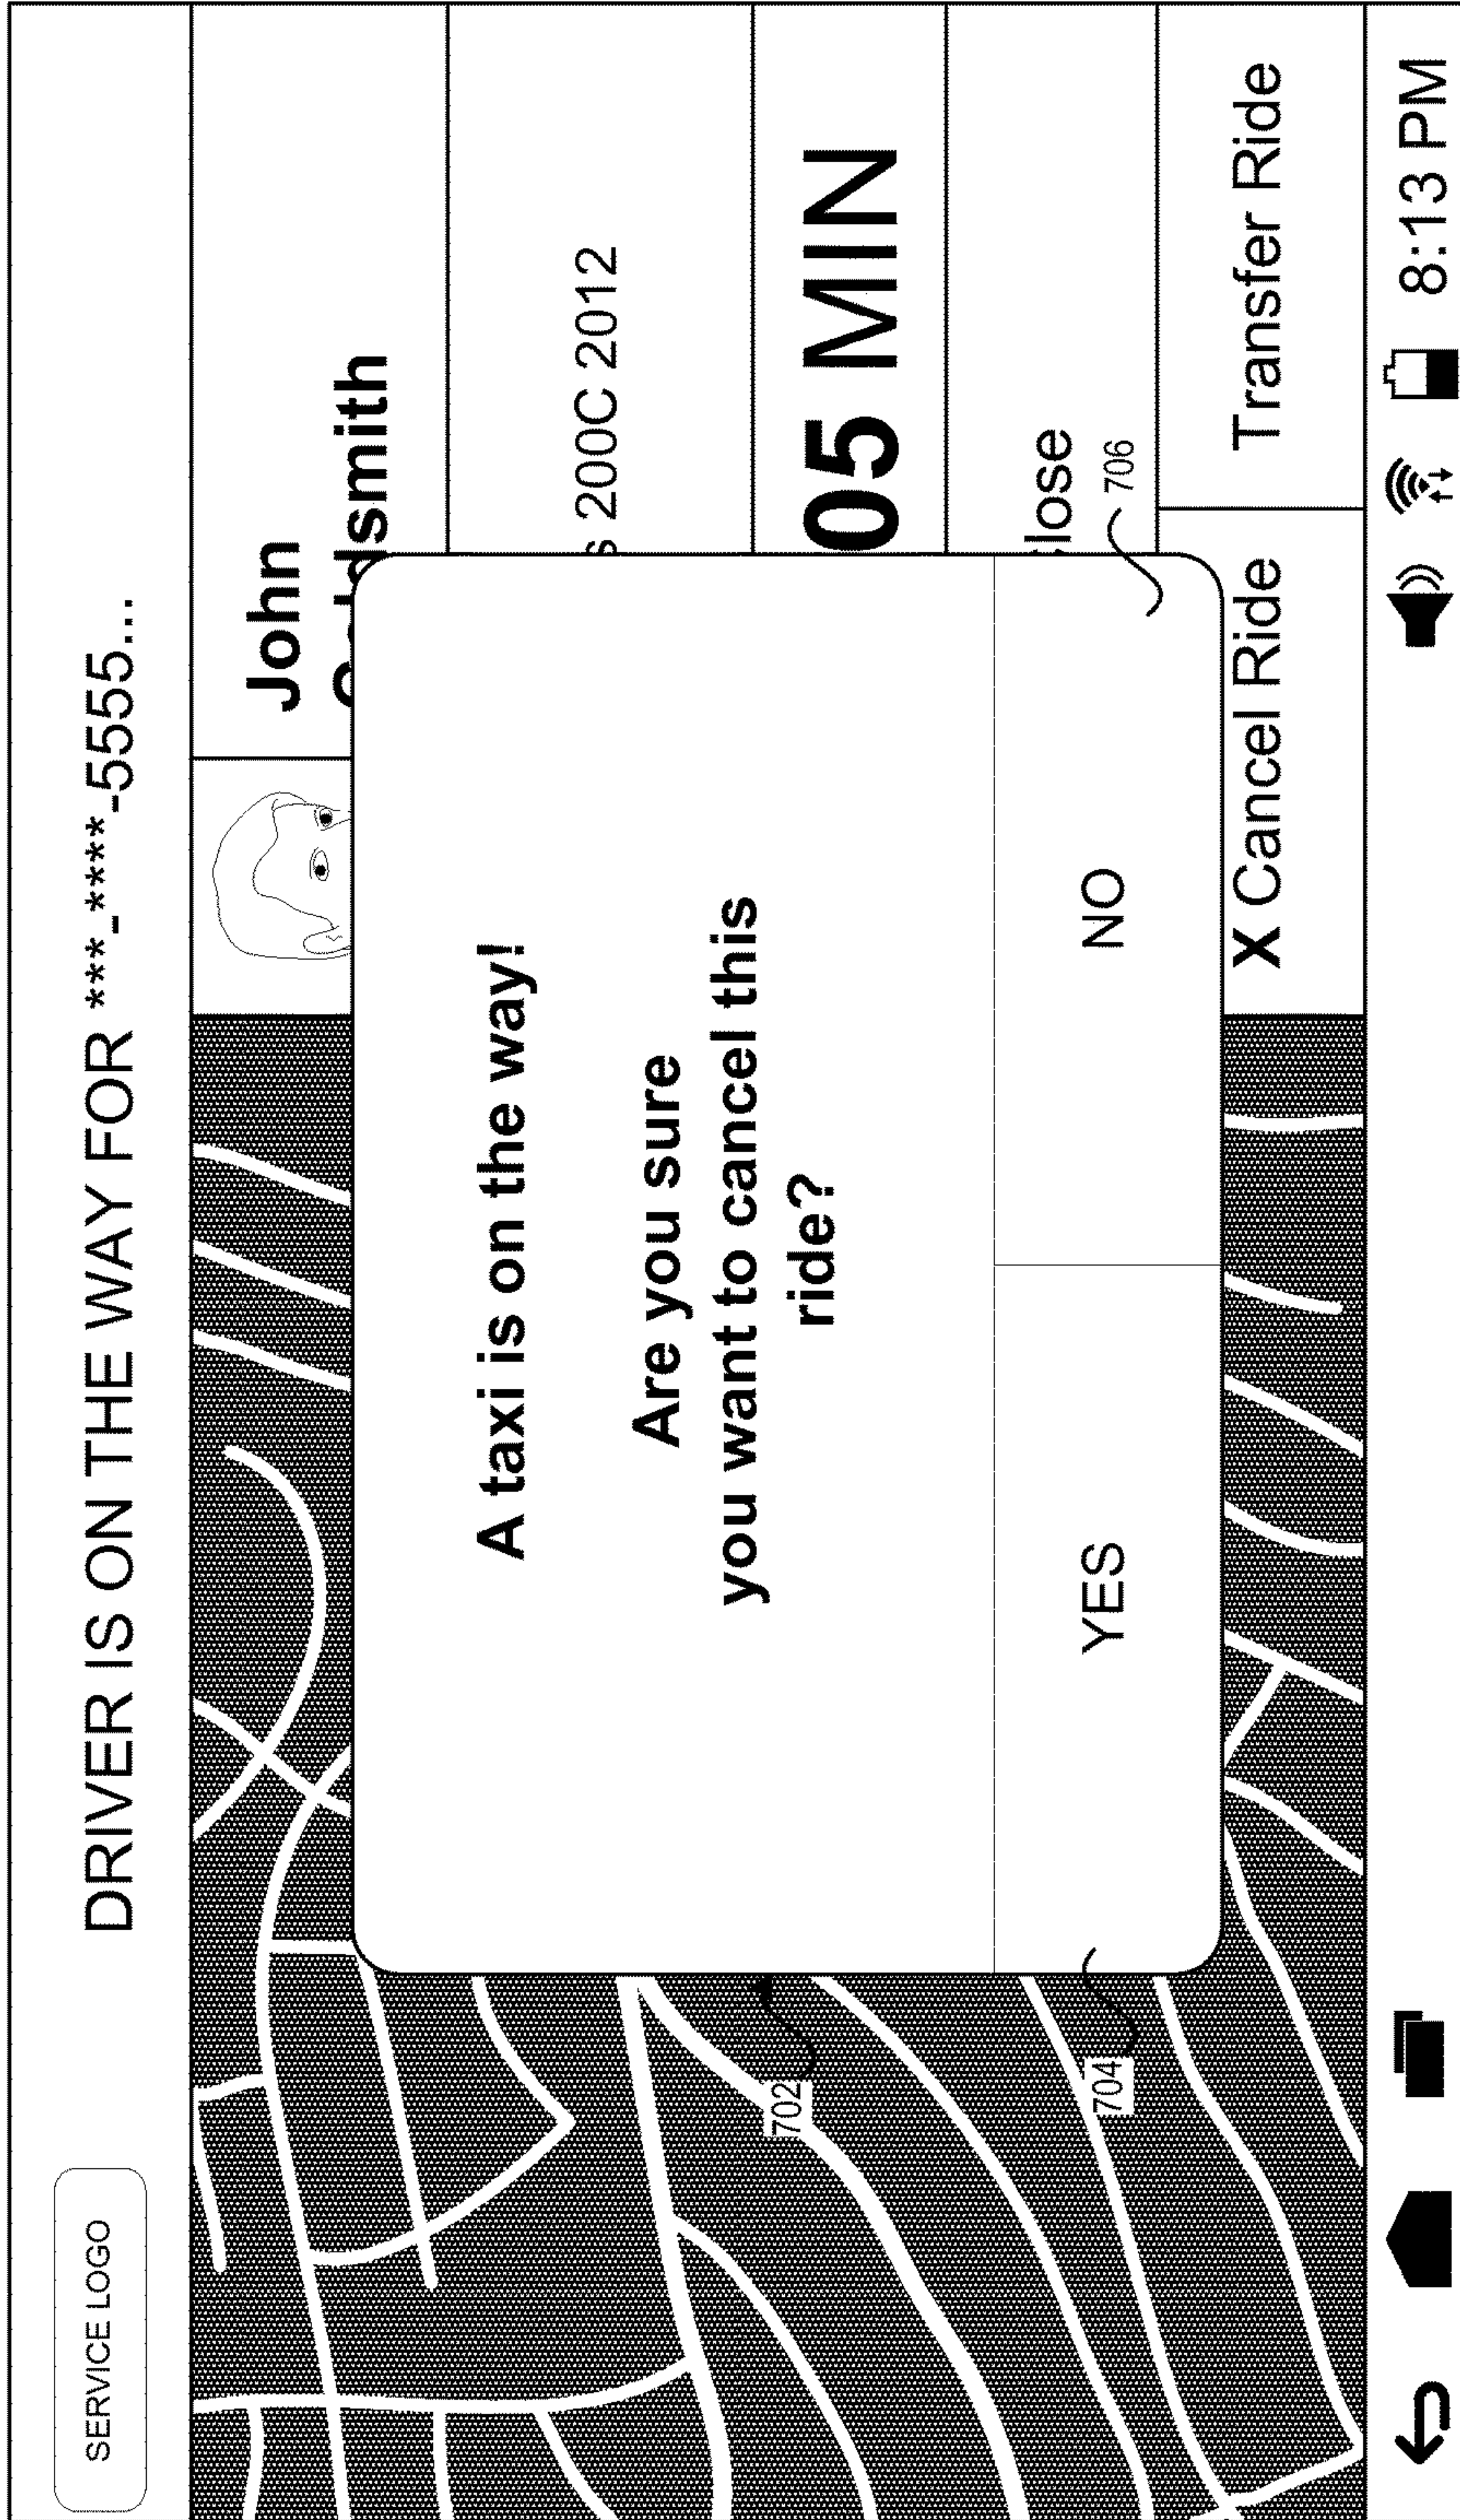 SERVICE LOGO
DRIVER IS ON THE WAY FOR ***-****-5555...
John
200C 2012
05 MIN
A taxi is on the way!
Are you sure
you want to cancel this
ride?
YES
NO
702
704
706
X Cancel Ride
Transfer Ride
8:13 PM